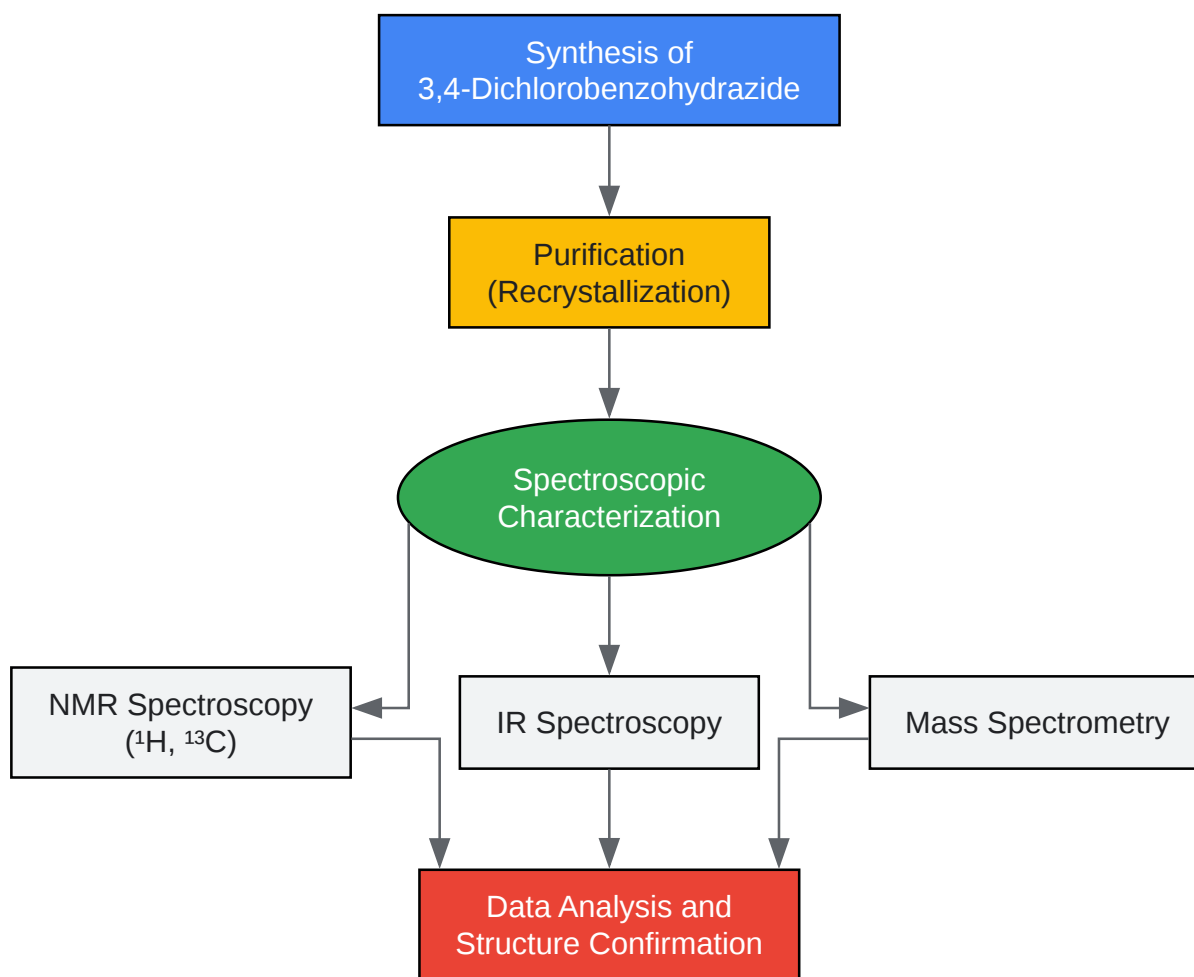 Synthesis of
3,4-Dichlorobenzohydrazide
Purification
(Recrystallization)
Spectroscopic
Characterization
NMR Spectroscopy
(¹H, ¹³C)
IR Spectroscopy
Mass Spectrometry
Data Analysis and
Structure Confirmation